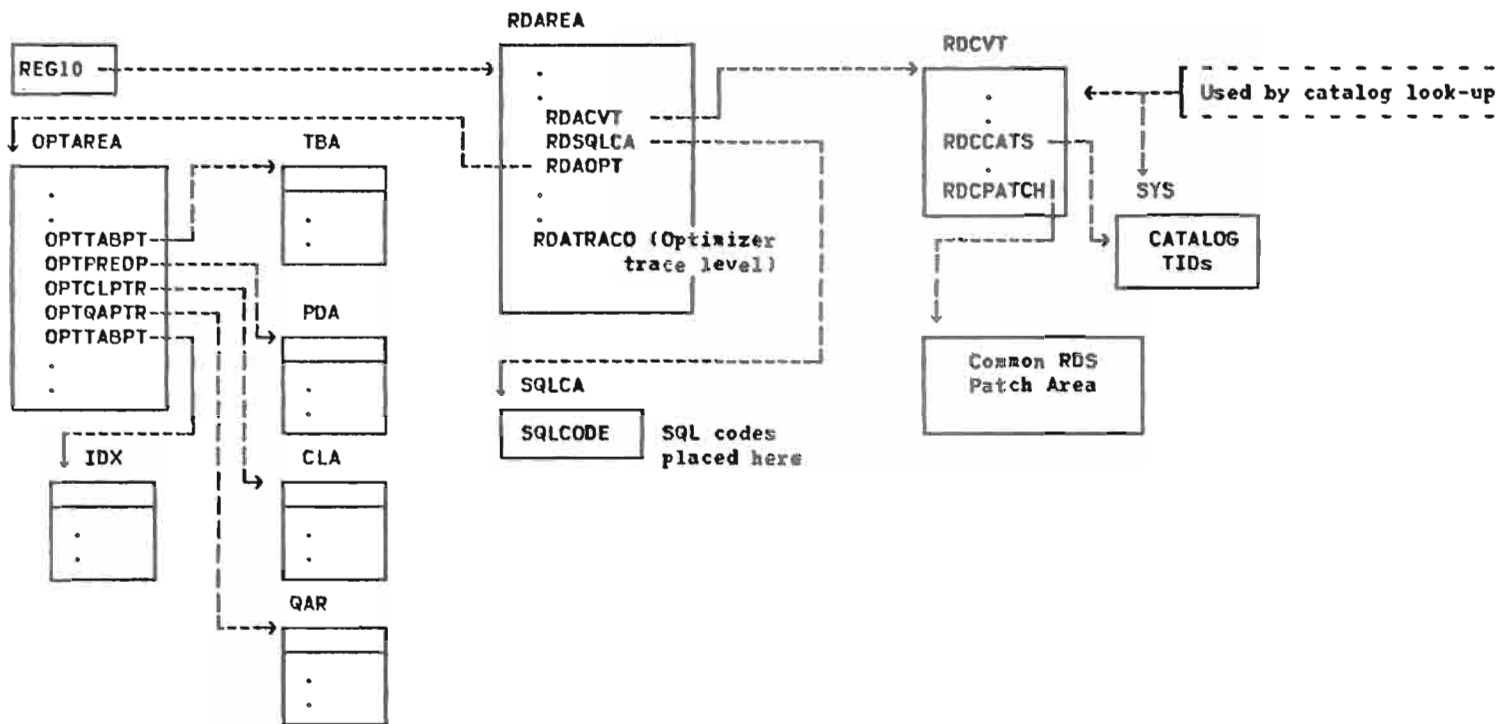 RDAREA
RDCVT
REG10
Used by catalog look-up
RDACVT
RDSQLCA
RDAOPT
RDATRACO (Optimizer
trace level)
RDCCATS
RDCPATCH
SYS
CATALOG
TIDs
OPTAREA
TBA
OPTTABPT
OPTPREDP
OPTCLPTR
OPTQAPTR
OPTTABPT
PDA
Common RDS
Patch Area
SQLCA
SQLCODE
SQL codes
placed here
IDX
CLA
QAR